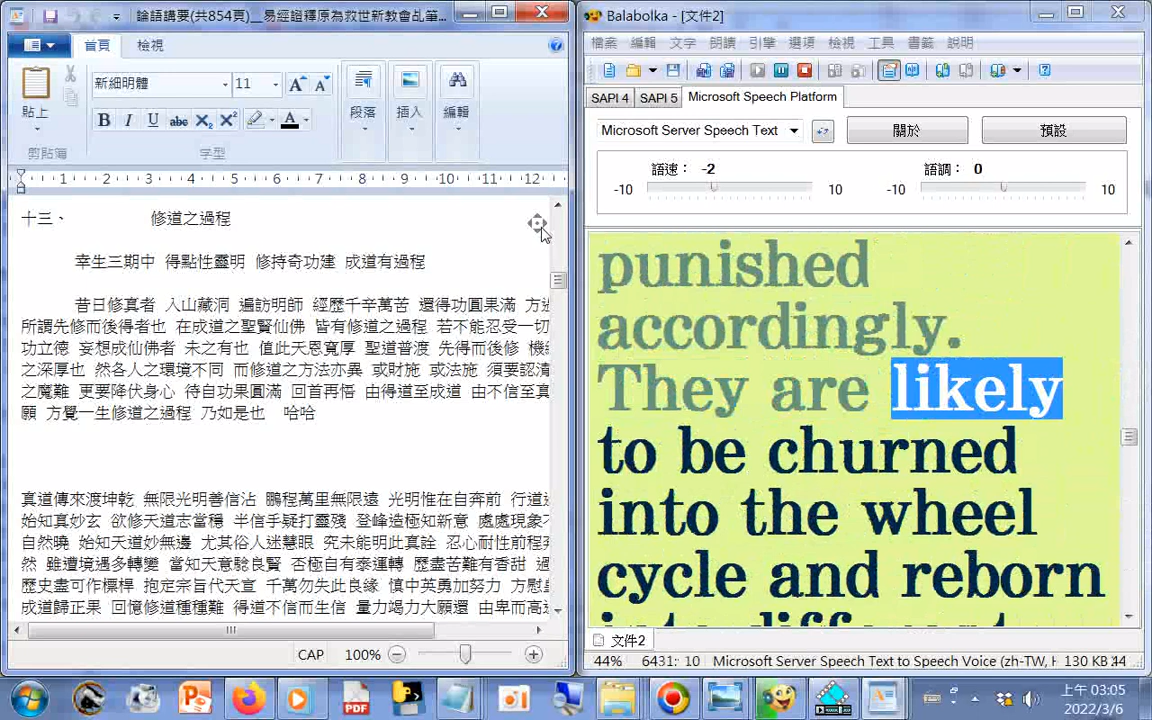 論語講要(共854頁)__易經證釋原為救世新教會乩筆...
首頁
檢視
貼上
剪貼簿
新細明體
11
字型
段落
插入
編輯
1 2 3 4 5 6 7 8 9 10 11 12
十三、 修道之過程
幸生三期中 得點性靈明 修持奇功建 成道有過程
昔日修真者 入山藏洞 遍訪明師 經歷千辛萬苦 還得功圓果滿 方
所謂先修而後得者也 在成道之聖賢仙佛 皆有修道之過程 若不能忍受一切
功立德 妄想成仙佛者 未之有也 值此天恩寬厚 聖道普渡 先得而後修 機
之深厚也 然各人之環境不同 而修道之方法亦異 或財施 或法施 須要認清
之魔難 更要降伏身心 待自功果圓滿 回首再悟 由得道至成道 由不信至真
願 方覺一生修道之過程 乃如是也 哈哈
真道傳來渡坤乾 無限光明善信沾 鵬程萬里無限遠 光明惟在自奔前 行道
始知真妙玄 欲修天道志當穩 半信乎疑打靈殘 登峰造極知新意 處處現象
自然曉 始知天道妙無邊 尤其俗人迷慧眼 究未能明此真詮 忍心耐性前程
然 雖遭境遇多轉變 當知天意驗良賢 否極自有泰運轉 歷盡苦難有香甜
歷史盡可作標桿 抱定宗旨代天宣 千萬勿失此良緣 慎中英勇加努力 方慰
成道歸正果 回憶修道種種難 得道不信而生信 量力竭力大願還 由卑而高
CAP 100%
Balabolka - [文件2]
檔案 編輯 文字 朗讀 引擎 選項 檢視 工具 書籤 說明
SAPI 4 SAPI 5 Microsoft Speech Platform
Microsoft Server Speech Text
關於
預設
語速: -2
語調: 0
-10 10 -10 10
punished
accordingly.
They are likely
to be churned
into the wheel
cycle and reborn
into different
文件2
44% 6431: 10 Microsoft Server Speech Text to Speech Voice (zh-TW, H 130 KB
上午 03:05
2022/3/6